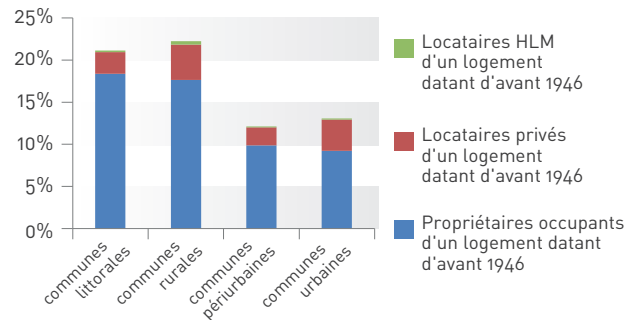 25%
20%
15%
10%
5%
0%
communes
littorales
communes
rurales
communes
périurbaines
communes
urbaines
Locataires HLM
d'un logement
datant d'avant 1946
Locataires privés
d'un logement
datant d'avant 1946
Propriétaires occupants
d'un logement datant
d'avant 1946